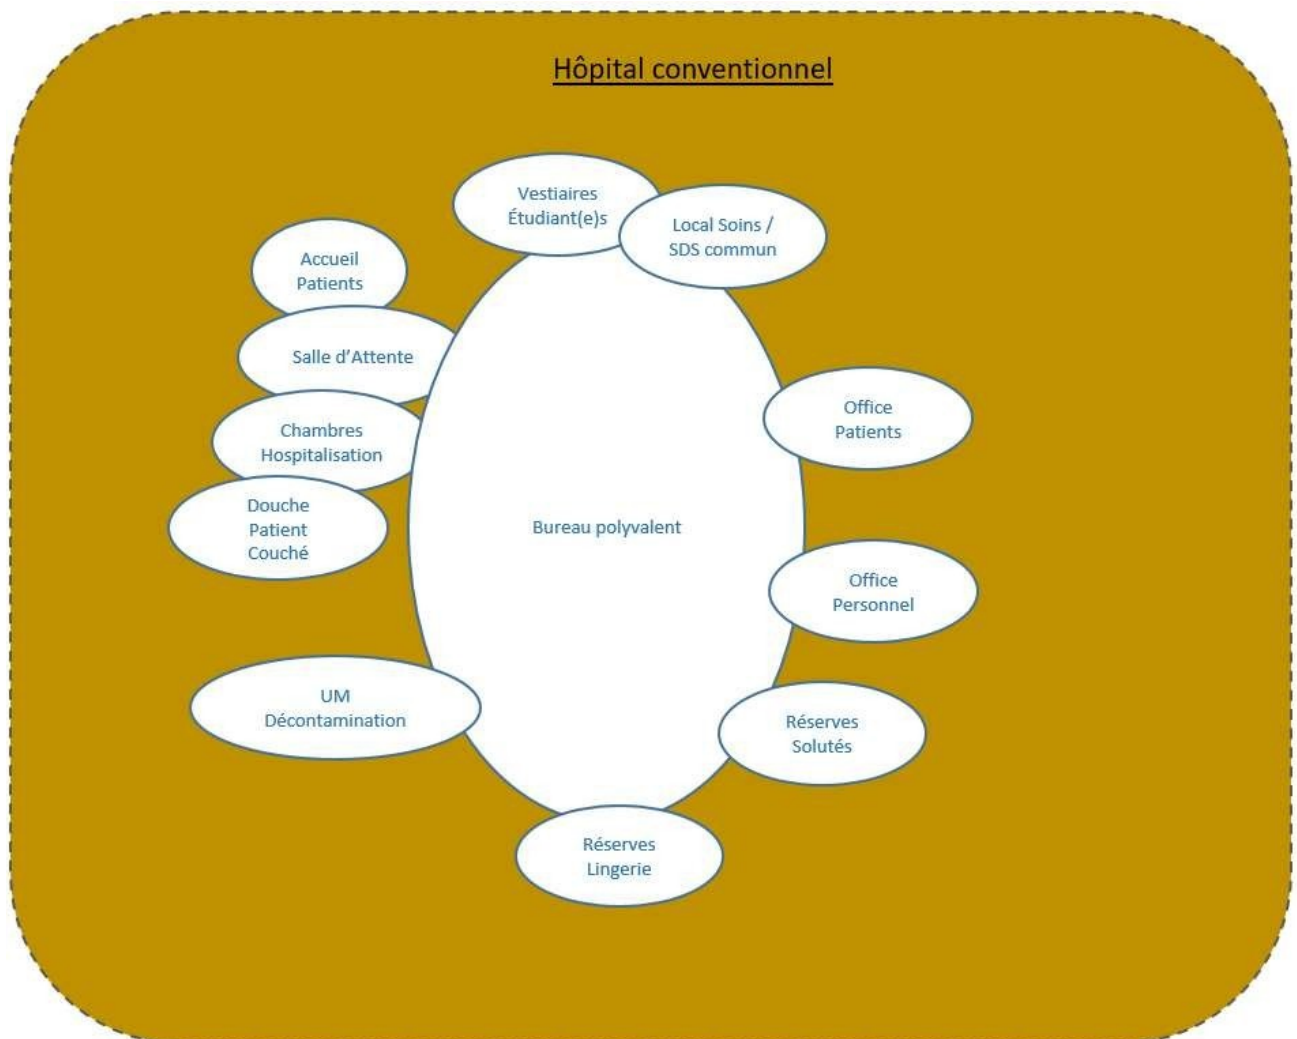 Hôpital conventionnel
Vestiaires
Étudiant(e)s
Local Soins /
SDS commun
Accueil
Patients
Salle d’Attente
Chambres
Hospitalisation
Douche
Patient
Couché
Office
Patients
Bureau polyvalent
Office
Personnel
UM
Décontamination
Réserves
Solutés
Réserves
Lingerie